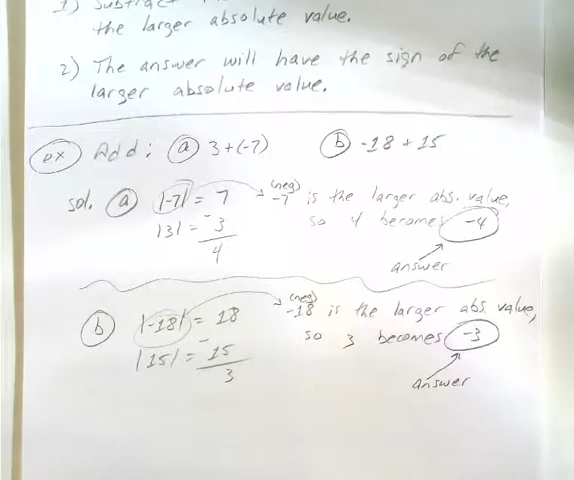 1) Subtract
the larger absolute value.
2) The answer will have the sign of the
larger absolute value.
ex Add: a 3+(-7) b -18 + 15
sol. a |-7| = 7 (neg) -7 is the larger abs. value,
|3| = - 3 so 4 becomes -4
4 answer
b |-18| = 18 (neg) -18 is the larger abs. value,
|15| = - 15 so 3 becomes -3
3 answer